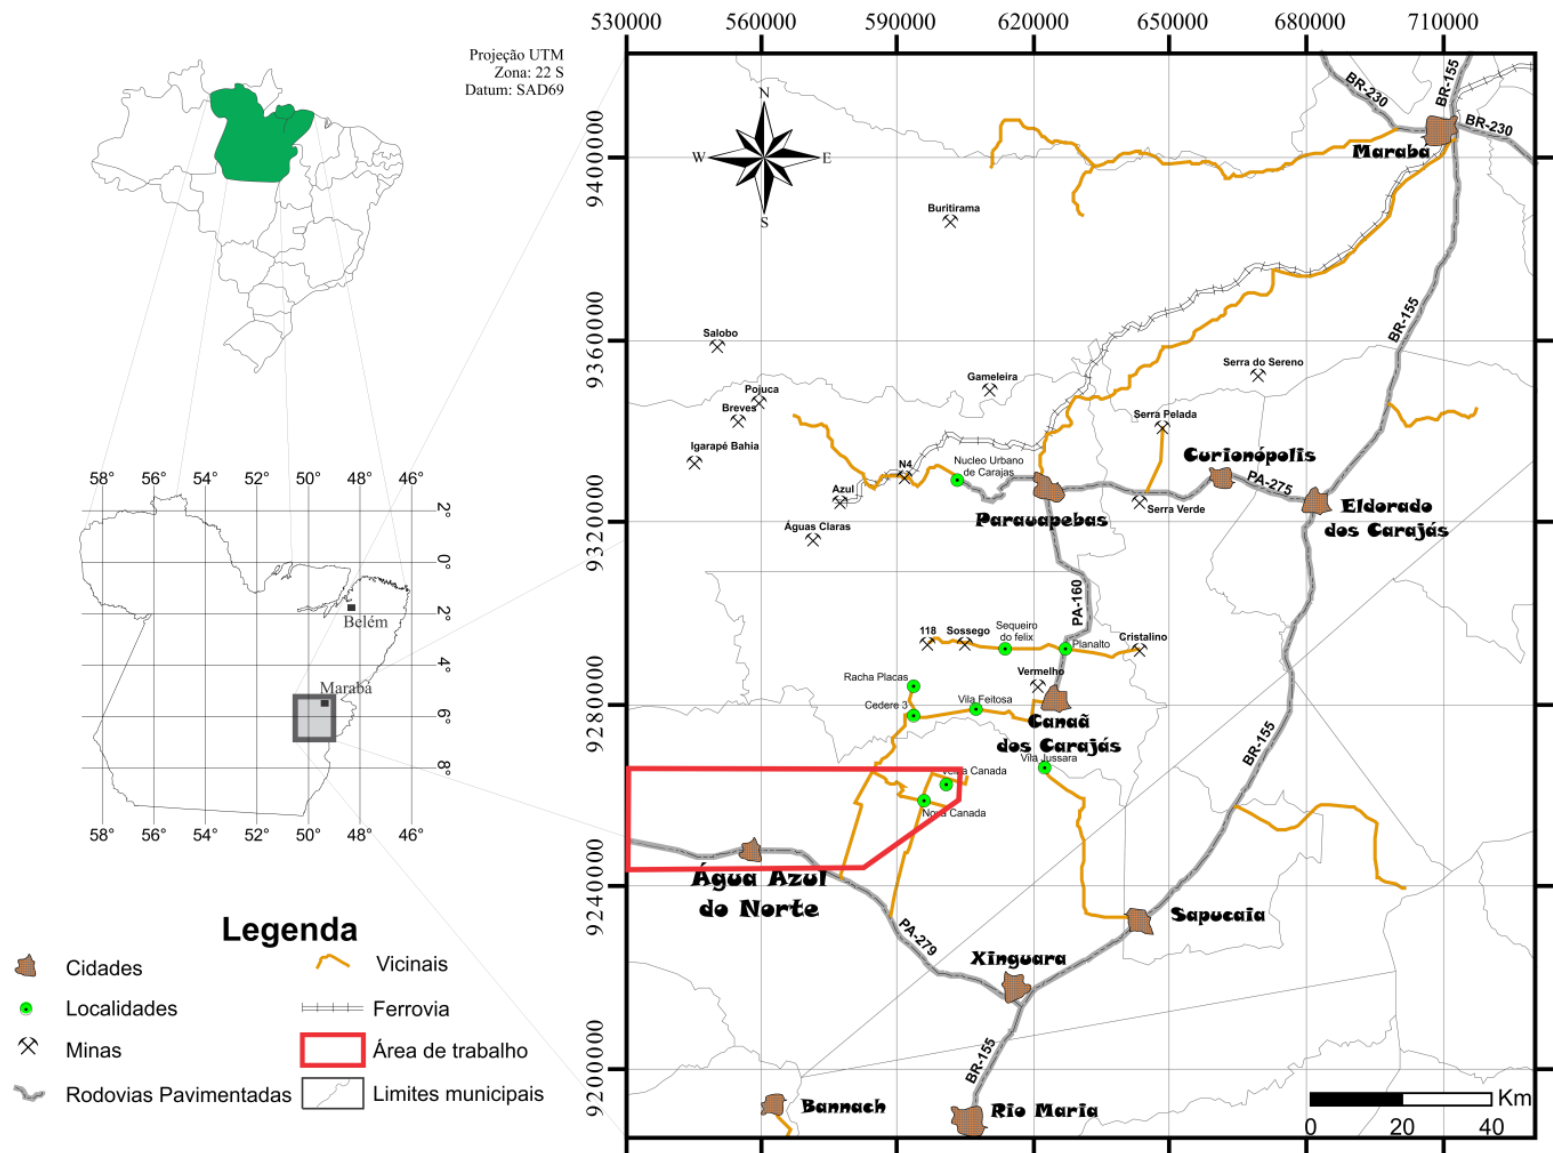 530000 560000 590000 620000 650000 680000 710000
Projeção UTM
Zona: 22 S
Datum: SAD69
N
W E
S
9400000
9360000
9320000
9280000
9240000
9200000
BR-230
BR-155
BR-230
Maraba
Buritirama
Salobo
BR-155
Serra do Sereno
Gameleira
Pojuca
Breves
Serra Pelada
Igarapé Bahia
Curionópolis
N4
Nucleo Urbano
de Carajas
PA-275
Azul
Serra Verde
Eldorado
dos Carajás
Parauapebas
Águas Claras
PA-160
118
Sossego
Sequeiro
do felix
Planalto
Cristalino
Vermelho
Racha Placas
Cedere 3
Vila Feitosa
Canaã
dos Carajás
Vila Jussara
BR-155
Velha Canada
Nova Canada
Água Azul
do Norte
PA-279
Sapucaia
Xinguara
BR-155
Bannach
Rio Maria
Km
0 20 40
58° 56° 54° 52° 50° 48° 46°
2°
0°
2°
4°
6°
8°
Belém
Marabá
58° 56° 54° 52° 50° 48° 46°
Legenda
Cidades
Localidades
Minas
Rodovias Pavimentadas
Vicinais
Ferrovia
Área de trabalho
Limites municipais